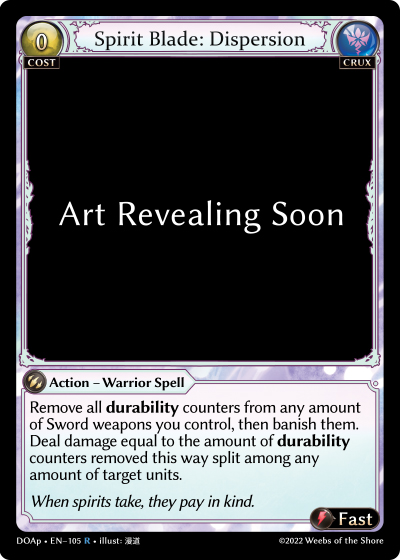 0
Spirit Blade: Dispersion
COST
CRUX
Art Revealing Soon
Action – Warrior Spell
Remove all durability counters from any amount
of Sword weapons you control, then banish them.
Deal damage equal to the amount of durability
counters removed this way split among any
amount of target units.
When spirits take, they pay in kind.
Fast
DOAp • EN–105 R • illust: 漫道
©2022 Weebs of the Shore